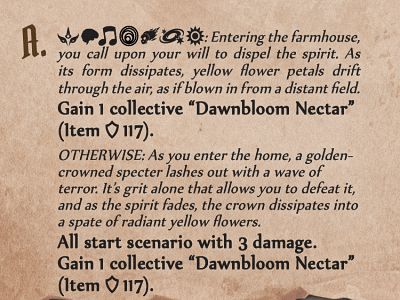 A. : Entering the farmhouse,
you call upon your will to dispel the spirit. As
its form dissipates, yellow flower petals drift
through the air, as if blown in from a distant field.
Gain 1 collective “Dawnbloom Nectar”
(Item 117).
OTHERWISE: As you enter the home, a golden-
crowned specter lashes out with a wave of
terror. It’s grit alone that allows you to defeat it,
and as the spirit fades, the crown dissipates into
a spate of radiant yellow flowers.
All start scenario with 3 damage.
Gain 1 collective “Dawnbloom Nectar”
(Item 117).